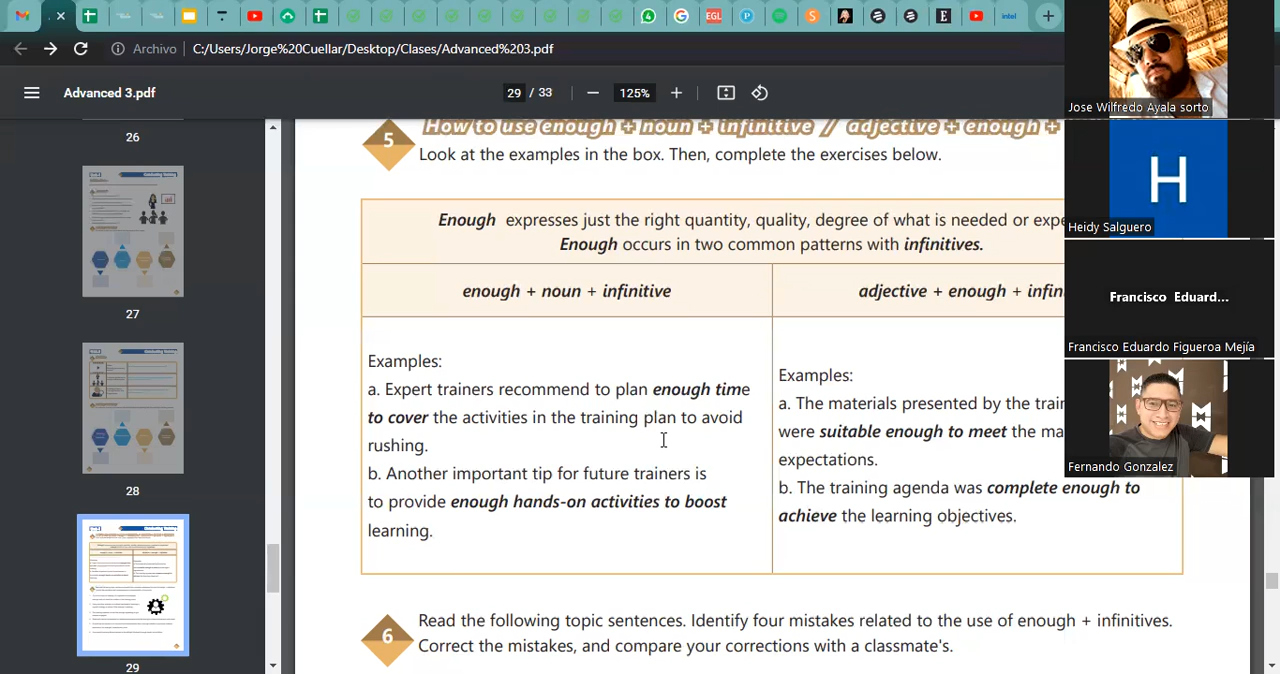 EGL
P
S
E
intel
Archivo
C:/Users/Jorge%20Cuellar/Desktop/Clases/Advanced%203.pdf
Advanced 3.pdf
29 / 33
125%
26
27
28
29
5
How to use enough + noun + infinitive // adjective + enough +
Look at the examples in the box. Then, complete the exercises below.
Enough expresses just the right quantity, quality, degree of what is needed or expe
Enough occurs in two common patterns with infinitives.
enough + noun + infinitive
adjective + enough + infin
Examples:
a. Expert trainers recommend to plan enough time
to cover the activities in the training plan to avoid
rushing.
b. Another important tip for future trainers is
to provide enough hands-on activities to boost
learning.
Examples:
a. The materials presented by the train
were suitable enough to meet the ma
expectations.
b. The training agenda was complete enough to
achieve the learning objectives.
6
Read the following topic sentences. Identify four mistakes related to the use of enough + infinitives.
Correct the mistakes, and compare your corrections with a classmate's.
Jose Wilfredo Ayala sorto
H
Heidy Salguero
Francisco Eduard...
Francisco Eduardo Figueroa Mejía
Fernando Gonzalez